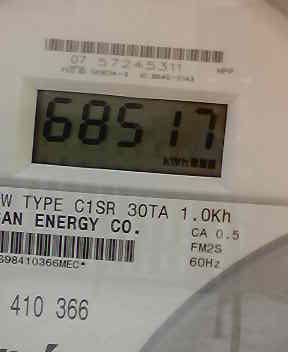 07 57245311
68517
kWh
W TYPE C1SR 30TA 1.0Kh
AN ENERGY CO.
CA 0.5
FM2S
S98410366MEC*
60Hz
410 366